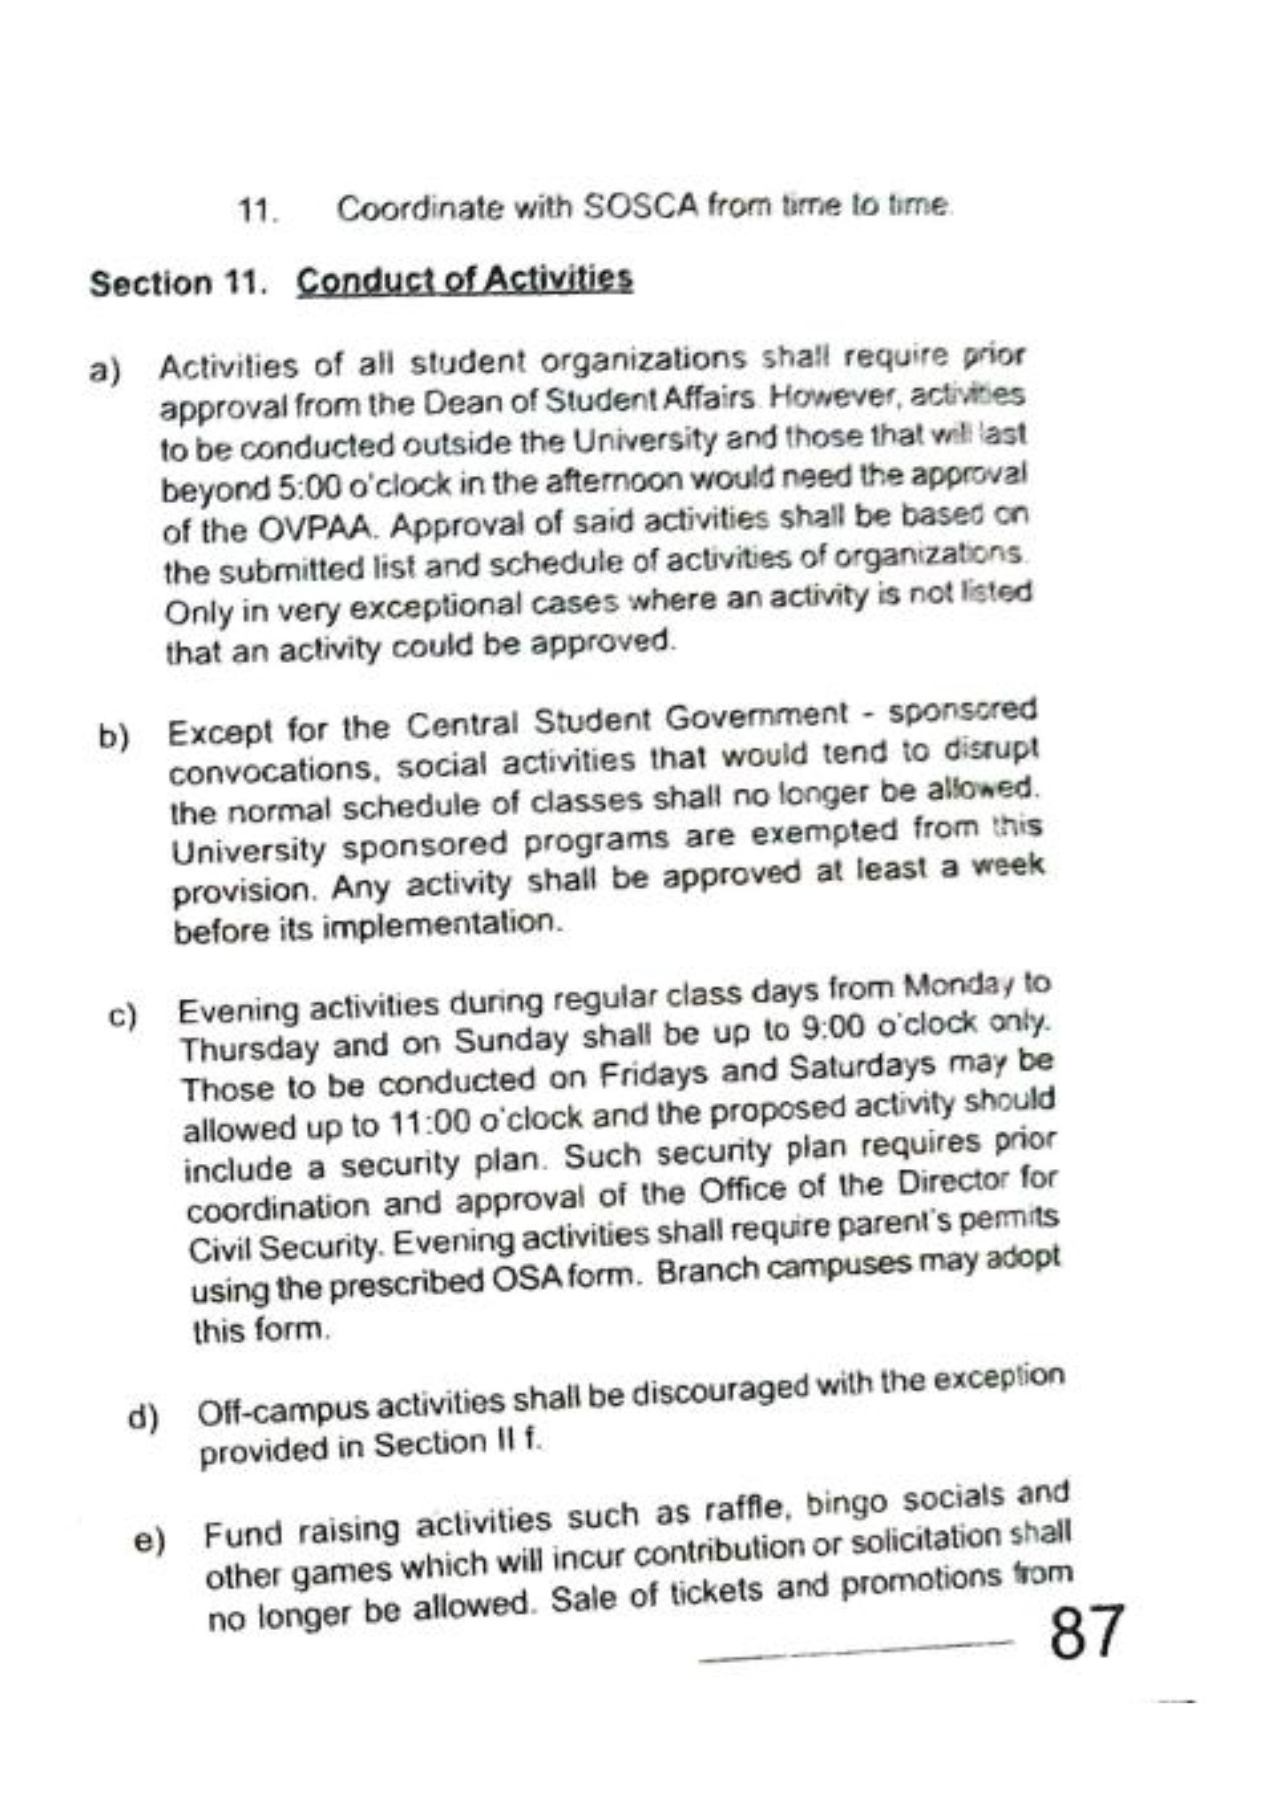 11. Coordinate with SOSCA from time to time.
Section 11. Conduct of Activities
a) Activities of all student organizations shall require prior
approval from the Dean of Student Affairs. However, activities
to be conducted outside the University and those that will last
beyond 5:00 o'clock in the afternoon would need the approval
of the OVPAA. Approval of said activities shall be based on
the submitted list and schedule of activities of organizations.
Only in very exceptional cases where an activity is not listed
that an activity could be approved.
b) Except for the Central Student Government - sponsored
convocations, social activities that would tend to disrupt
the normal schedule of classes shall no longer be allowed.
University sponsored programs are exempted from this
provision. Any activity shall be approved at least a week
before its implementation.
c) Evening activities during regular class days from Monday to
Thursday and on Sunday shall be up to 9:00 o'clock only.
Those to be conducted on Fridays and Saturdays may be
allowed up to 11:00 o'clock and the proposed activity should
include a security plan. Such security plan requires prior
coordination and approval of the Office of the Director for
Civil Security. Evening activities shall require parent's permits
using the prescribed OSA form. Branch campuses may adopt
this form.
d) Off-campus activities shall be discouraged with the exception
provided in Section II f.
e) Fund raising activities such as raffle, bingo socials and
other games which will incur contribution or solicitation shall
no longer be allowed. Sale of tickets and promotions from
87